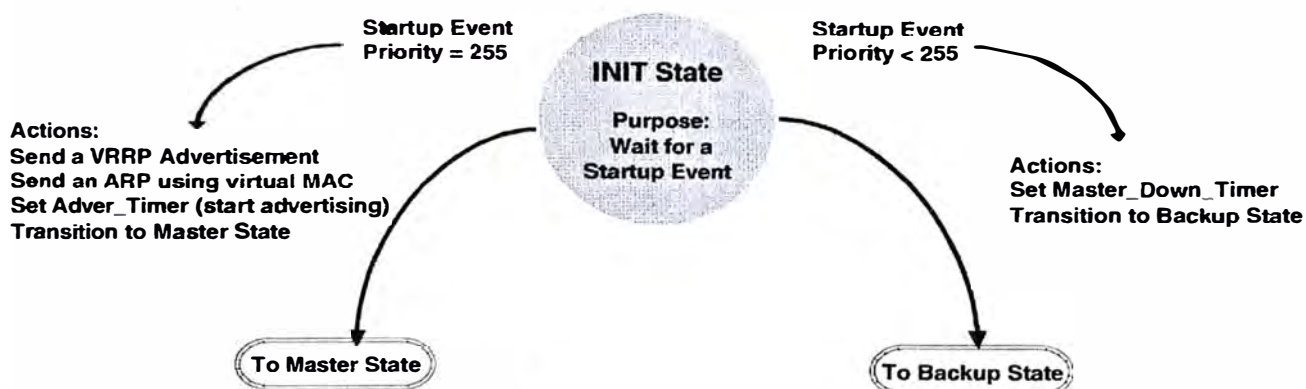 Startup Event
Priority = 255
Actions:
Send a VRRP Advertisement
Send an ARP using virtual MAC
Set Adver_Timer (start advertising)
Transition to Master State
INIT State
Purpose:
Wait for a
Startup Event
Startup Event
Priority < 255
Actions:
Set Master_Down_Timer
Transition to Backup State
To Master State
To Backup State